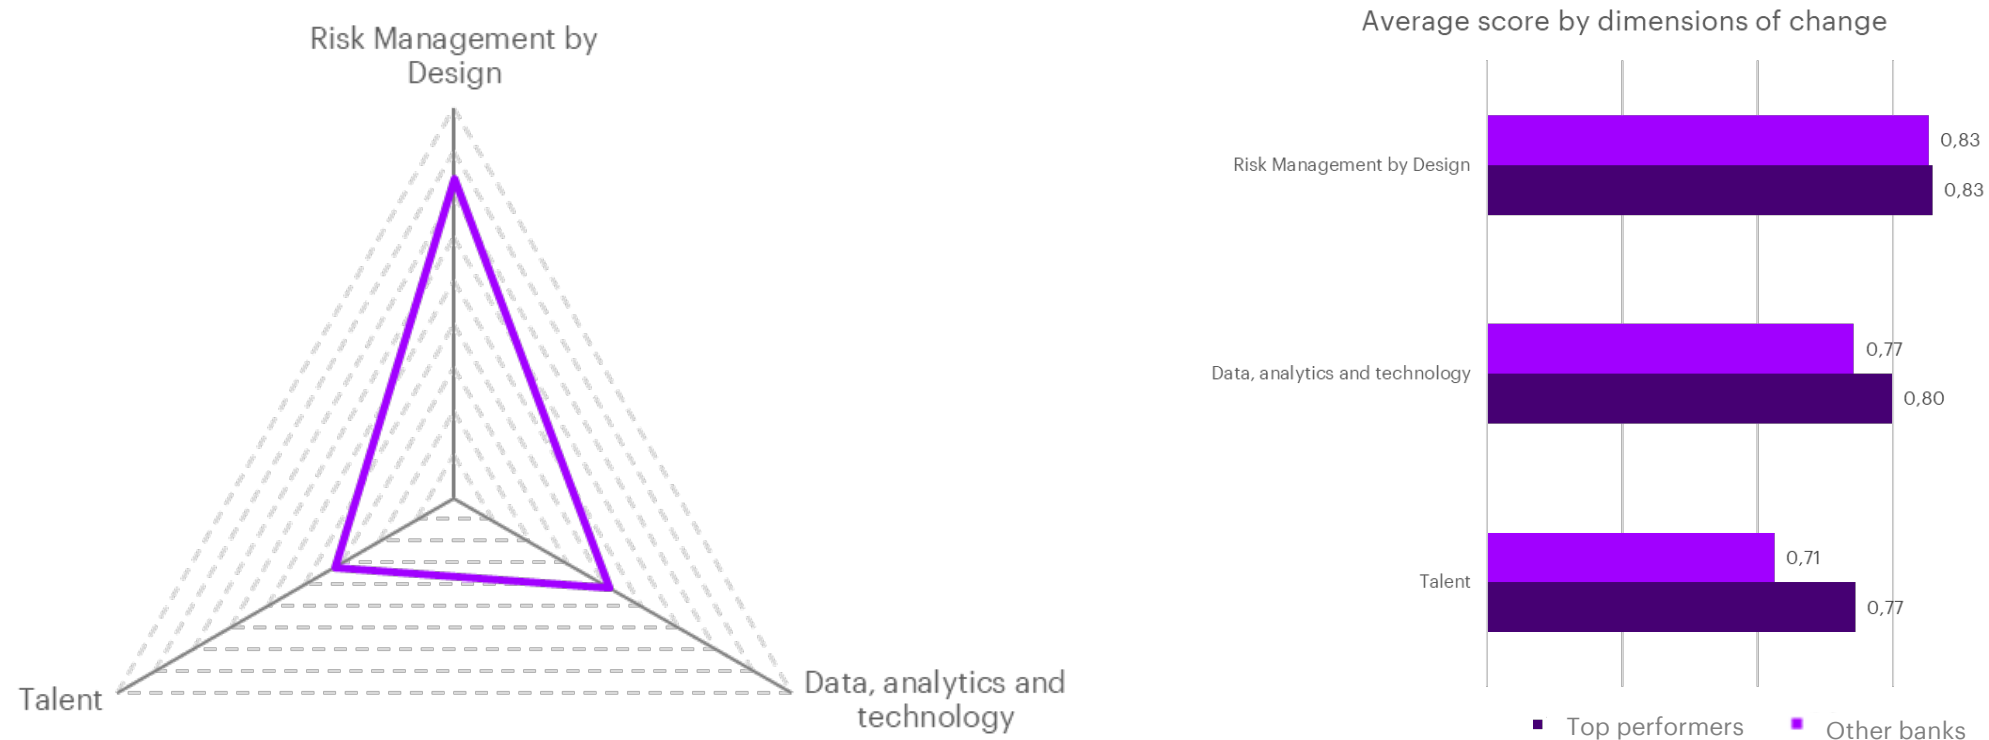 Risk Management by
Design
Talent
Data, analytics and
technology
Average score by dimensions of change
Risk Management by Design
0,83
0,83
Data, analytics and technology
0,77
0,80
Talent
0,71
0,77
Top performers
Other banks